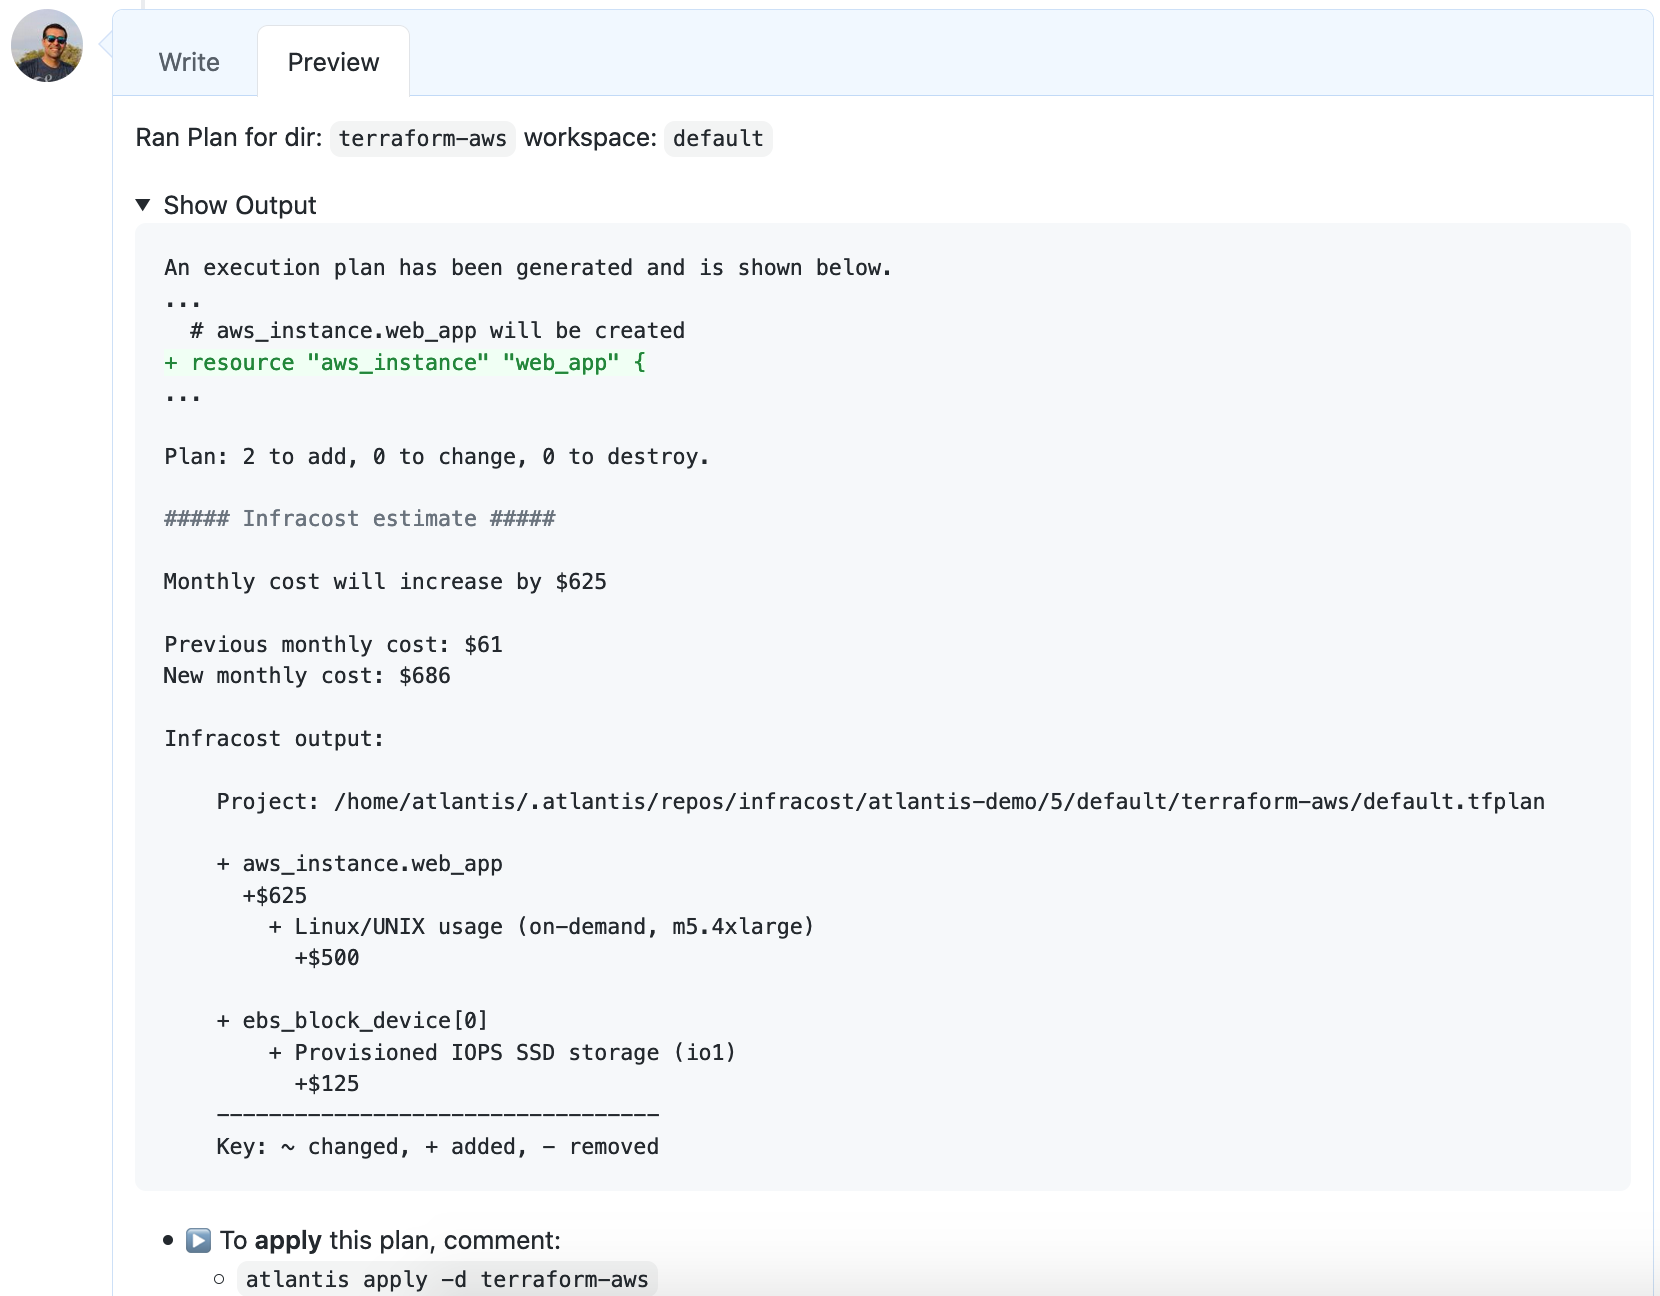 Write Preview
Ran Plan for dir: terraform-aws workspace: default
▼ Show Output
An execution plan has been generated and is shown below.
...
  # aws_instance.web_app will be created
+ resource "aws_instance" "web_app" {
...
Plan: 2 to add, 0 to change, 0 to destroy.
##### Infracost estimate #####
Monthly cost will increase by $625
Previous monthly cost: $61
New monthly cost: $686
Infracost output:
    Project: /home/atlantis/.atlantis/repos/infracost/atlantis-demo/5/default/terraform-aws/default.tfplan
    + aws_instance.web_app
      +$625
        + Linux/UNIX usage (on-demand, m5.4xlarge)
          +$500
    + ebs_block_device[0]
        + Provisioned IOPS SSD storage (io1)
          +$125
    ----------------------------------
    Key: ~ changed, + added, - removed
• ▶ To apply this plan, comment:
○ atlantis apply -d terraform-aws